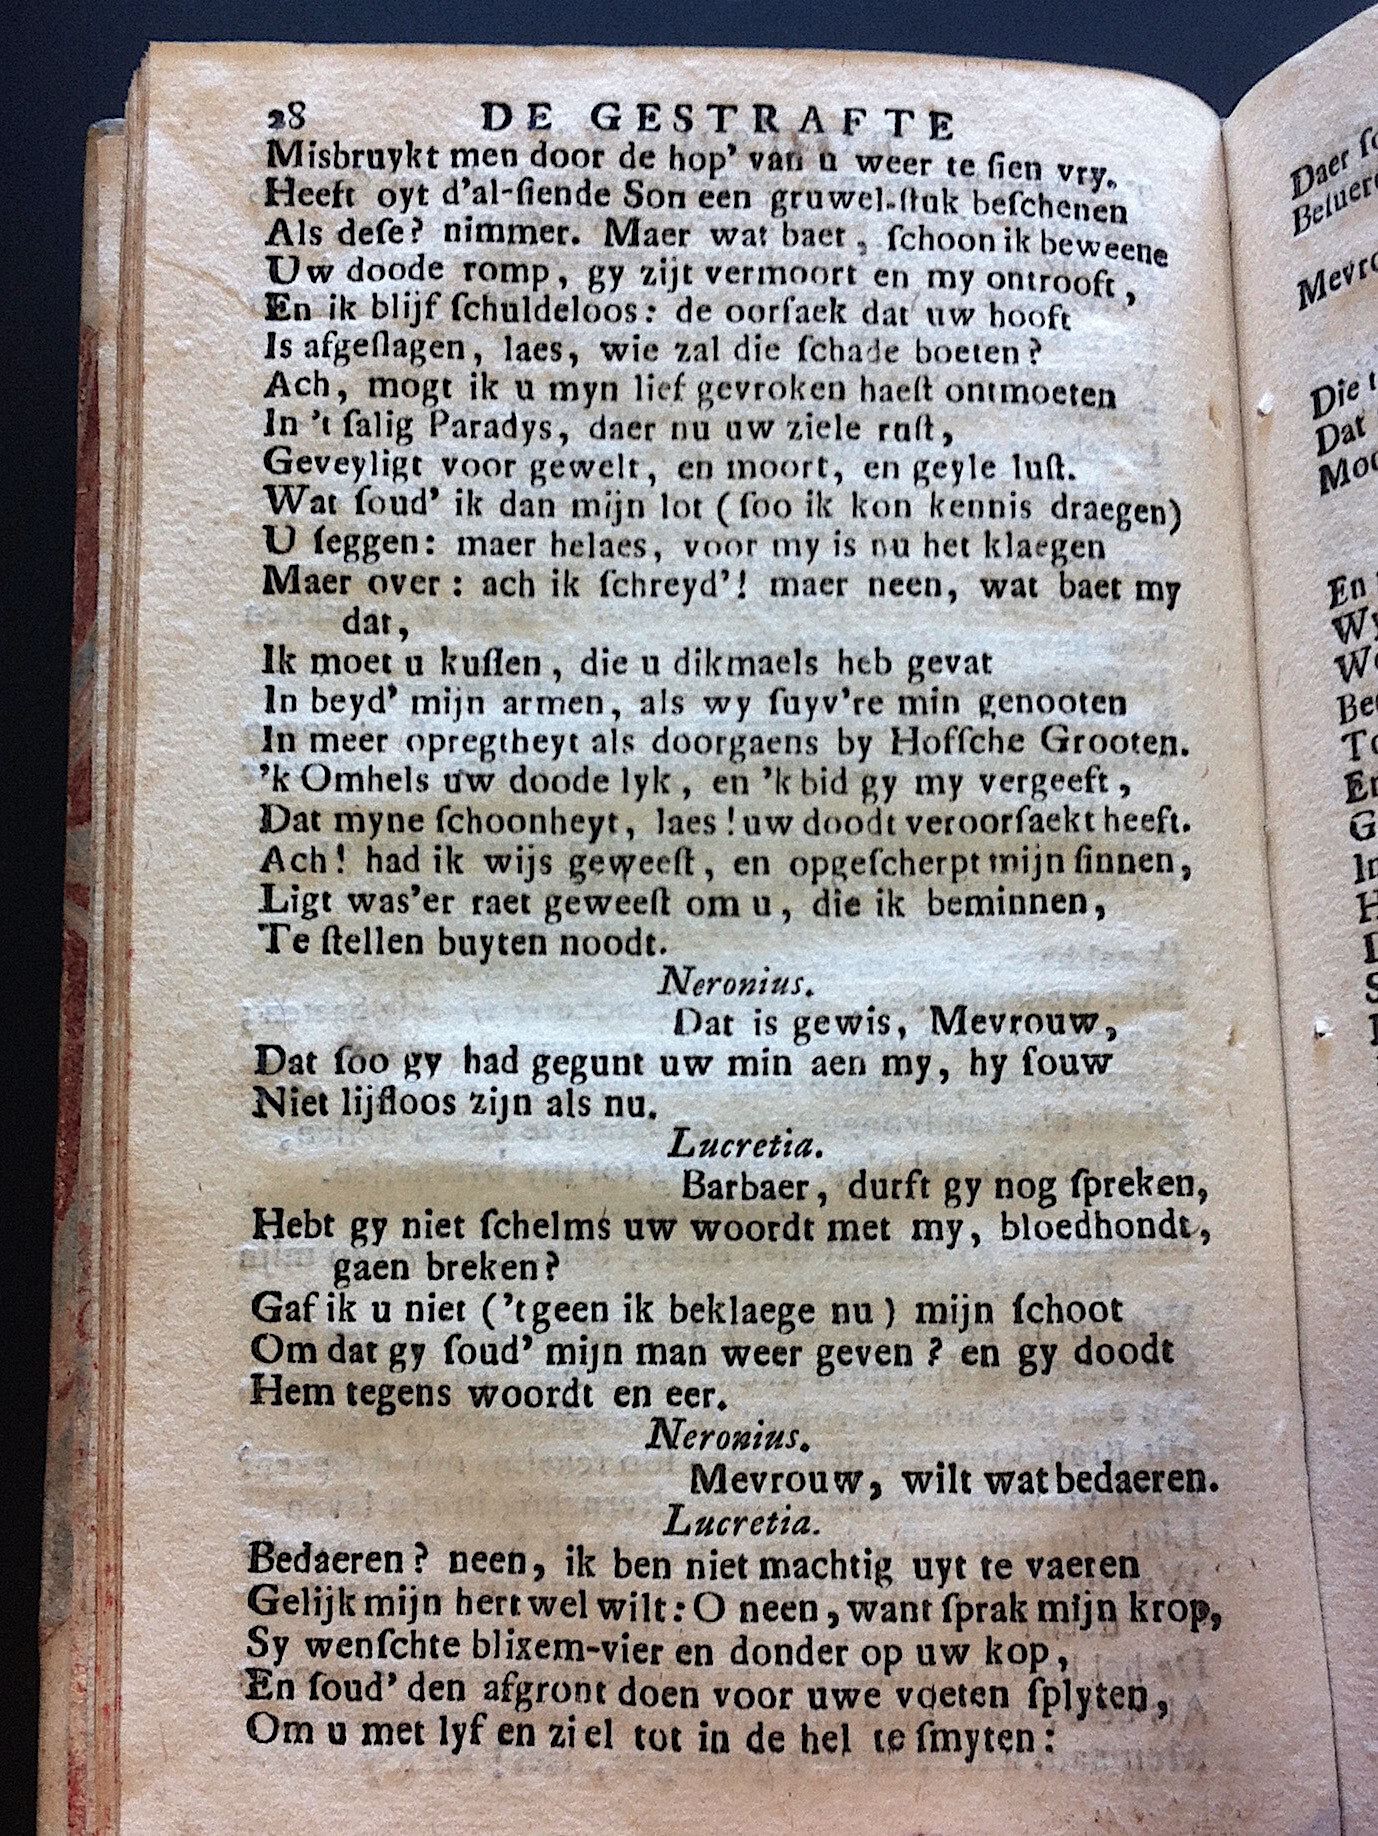 28 DE GESTRAFTE
Misbruykt men door de hop' van u weer te ſien vry.
Heeft oyt d'al-ſiende Son een gruwel-ſtuk beſchenen
Als deſe? nimmer. Maer wat baet, ſchoon ik beweene
Uw doode romp, gy zijt vermoort en my ontrooft,
En ik blijf ſchuldeloos: de oorſaek dat uw hooft
Is afgeſlagen, laes, wie zal die ſchade boeten?
Ach, mogt ik u myn lief gevroken haeſt ontmoeten
In 't ſalig Paradys, daer nu uw ziele ruſt,
Geveyligt voor gewelt, en moort, en geyle luſt.
Wat ſoud' ik dan mijn lot (ſoo ik kon kennis draegen)
U ſeggen: maer helaes, voor my is nu het klaegen
Maer over: ach ik ſchreyd'! maer neen, wat baet my
dat,
Ik moet u kuſſen, die u dikmaels heb gevat
In beyd' mijn armen, als wy ſuyv're min genooten
In meer opregtheyt als doorgaens by Hofſche Grooten.
'k Omhels uw doode lyk, en 'k bid gy my vergeeft,
Dat myne ſchoonheyt, laes! uw doodt veroorſaekt heeft.
Ach! had ik wijs geweeſt, en opgeſcherpt mijn ſinnen,
Ligt was'er raet geweeſt om u, die ik beminnen,
Te ſtellen buyten noodt.
Neronius.
Dat is gewis, Mevrouw,
Dat ſoo gy had gegunt uw min aen my, hy ſouw
Niet lijfloos zijn als nu.
Lucretia.
Barbaer, durft gy nog ſpreken,
Hebt gy niet ſchelms uw woordt met my, bloedhondt,
gaen breken?
Gaf ik u niet ('tgeen ik beklaege nu) mijn ſchoot
Om dat gy ſoud' mijn man weer geven? en gy doodt
Hem tegens woordt en eer.
Neronius.
Mevrouw, wilt wat bedaeren.
Lucretia.
Bedaeren? neen, ik ben niet machtig uyt te vaeren
Gelijk mijn hert wel wilt: O neen, want ſprak mijn krop,
Sy wenſchte blixem-vier en donder op uw kop,
En ſoud' den afgront doen voor uwe voeten ſplyten,
Om u met lyf en ziel tot in de hel te ſmyten:
Daer
Mevro
Die
Dat
En